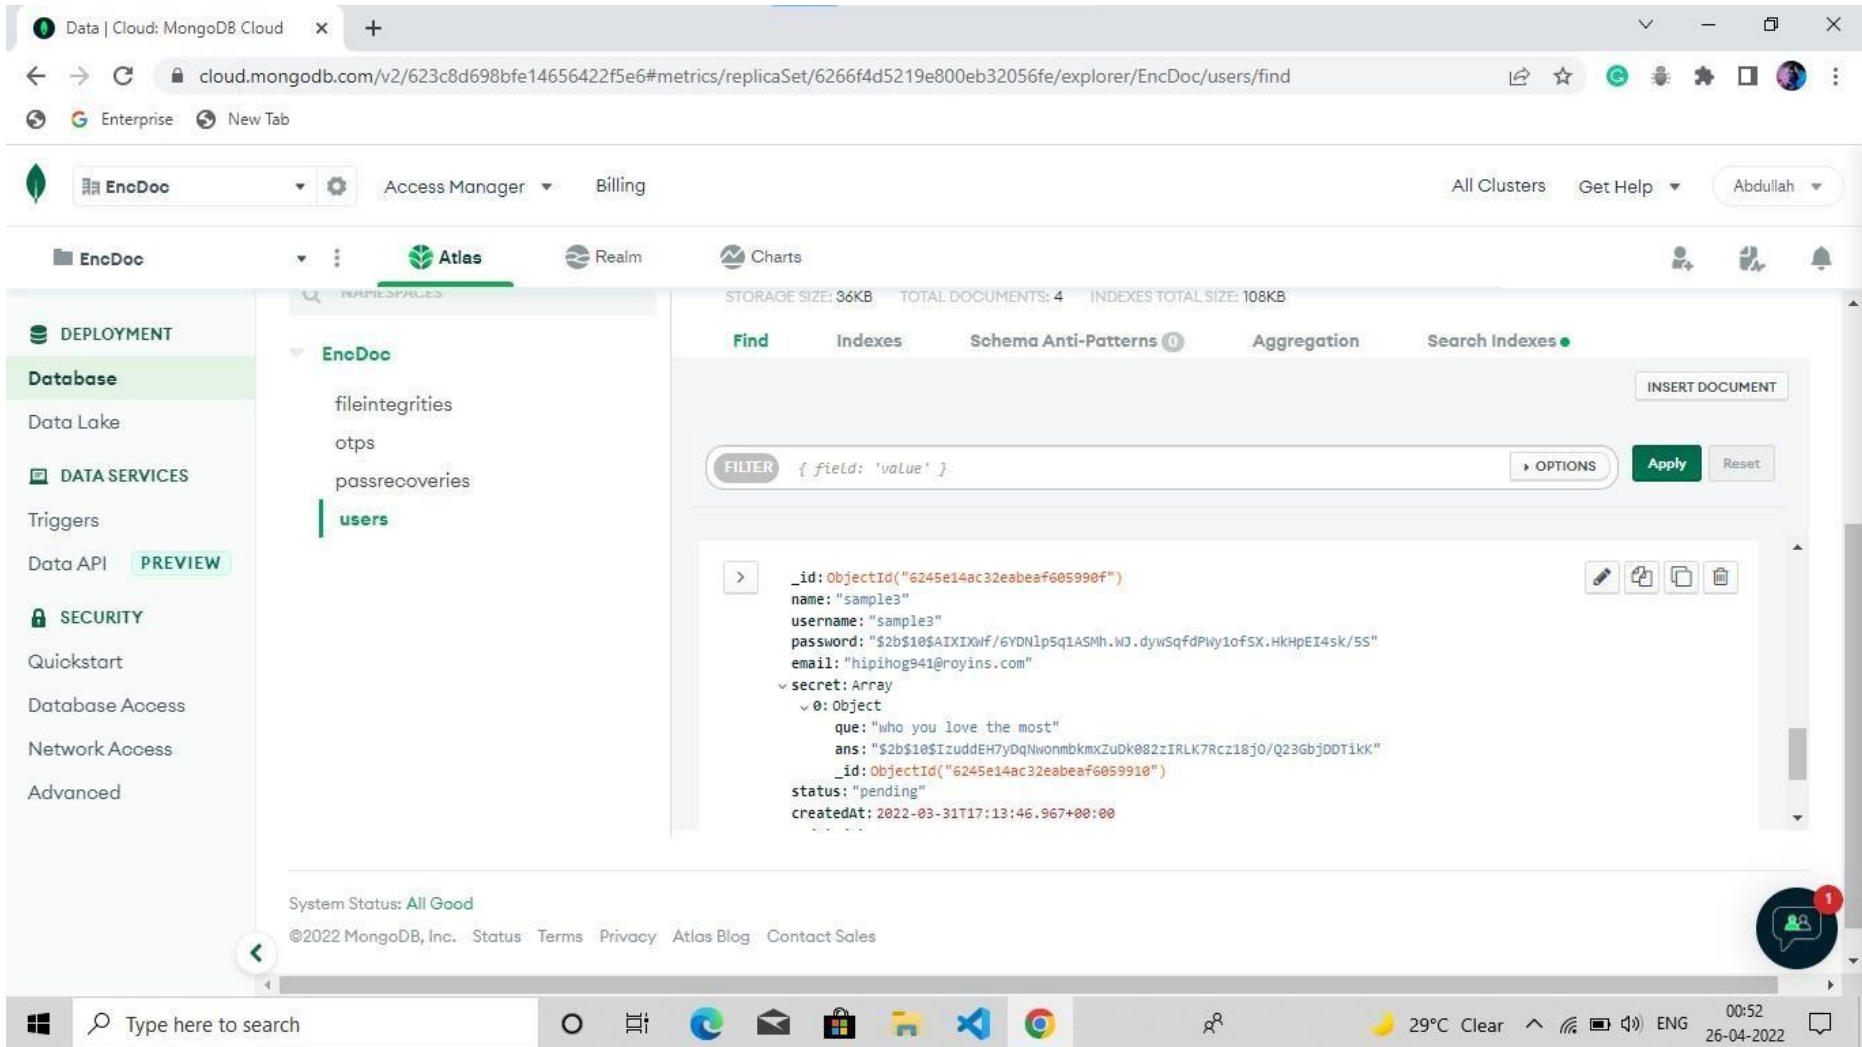 Data | Cloud: MongoDB Cloud
cloud.mongodb.com/v2/623c8d698bfe14656422f5e6#metrics/replicaSet/6266f4d5219e800eb32056fe/explorer/EncDoc/users/find
Enterprise New Tab
EncDoc Access Manager Billing All Clusters Get Help Abdullah
EncDoc Atlas Realm Charts
NAMESPACES
STORAGE SIZE: 36KB TOTAL DOCUMENTS: 4 INDEXES TOTAL SIZE: 108KB
DEPLOYMENT
Database
Data Lake
DATA SERVICES
Triggers
Data API PREVIEW
SECURITY
Quickstart
Database Access
Network Access
Advanced
EncDoc
fileintegrities
otps
passrecoveries
users
Find Indexes Schema Anti-Patterns 0 Aggregation Search Indexes
INSERT DOCUMENT
FILTER { field: 'value' } OPTIONS Apply Reset
_id: ObjectId("6245e14ac32eabeaf605990f")
name: "sample3"
username: "sample3"
password: "$2b$10$AIXIXWf/6YDNlp5q1ASMh.WJ.dywSqfdPWy1ofSX.HkHpEI4sk/5S"
email: "hipihog941@royins.com"
secret: Array
0: Object
que: "who you love the most"
ans: "$2b$10$IzuddEH7yDqNwonmbkmxZuDk082zIRLK7Rcz18jO/Q23GbjDDTikK"
_id: ObjectId("6245e14ac32eabeaf6059910")
status: "pending"
createdAt: 2022-03-31T17:13:46.967+00:00
System Status: All Good
©2022 MongoDB, Inc. Status Terms Privacy Atlas Blog Contact Sales
1
Type here to search
29°C Clear ENG
00:52
26-04-2022